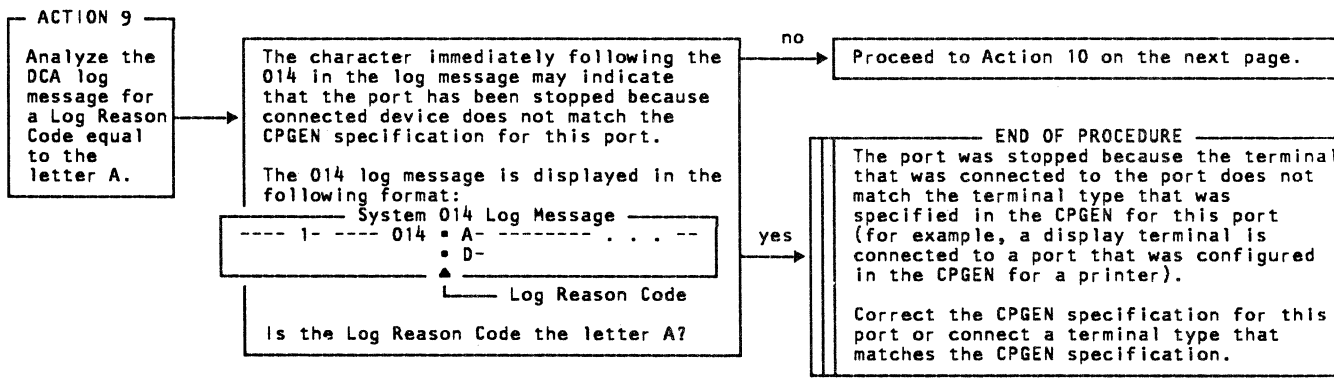 ACTION 9
Analyze the
DCA log
message for
a Log Reason
Code equal
to the
letter A.
The character immediately following the
014 in the log message may indicate
that the port has been stopped because
connected device does not match the
CPGEN specification for this port.
The 014 log message is displayed in the
following format:
System 014 Log Message
---- 1- ---- 014 ▪ A- --------- . . . --
▪ D-
Log Reason Code
Is the Log Reason Code the letter A?
no
Proceed to Action 10 on the next page.
yes
END OF PROCEDURE
The port was stopped because the terminal
that was connected to the port does not
match the terminal type that was
specified in the CPGEN for this port
(for example, a display terminal is
connected to a port that was configured
in the CPGEN for a printer).
Correct the CPGEN specification for this
port or connect a terminal type that
matches the CPGEN specification.